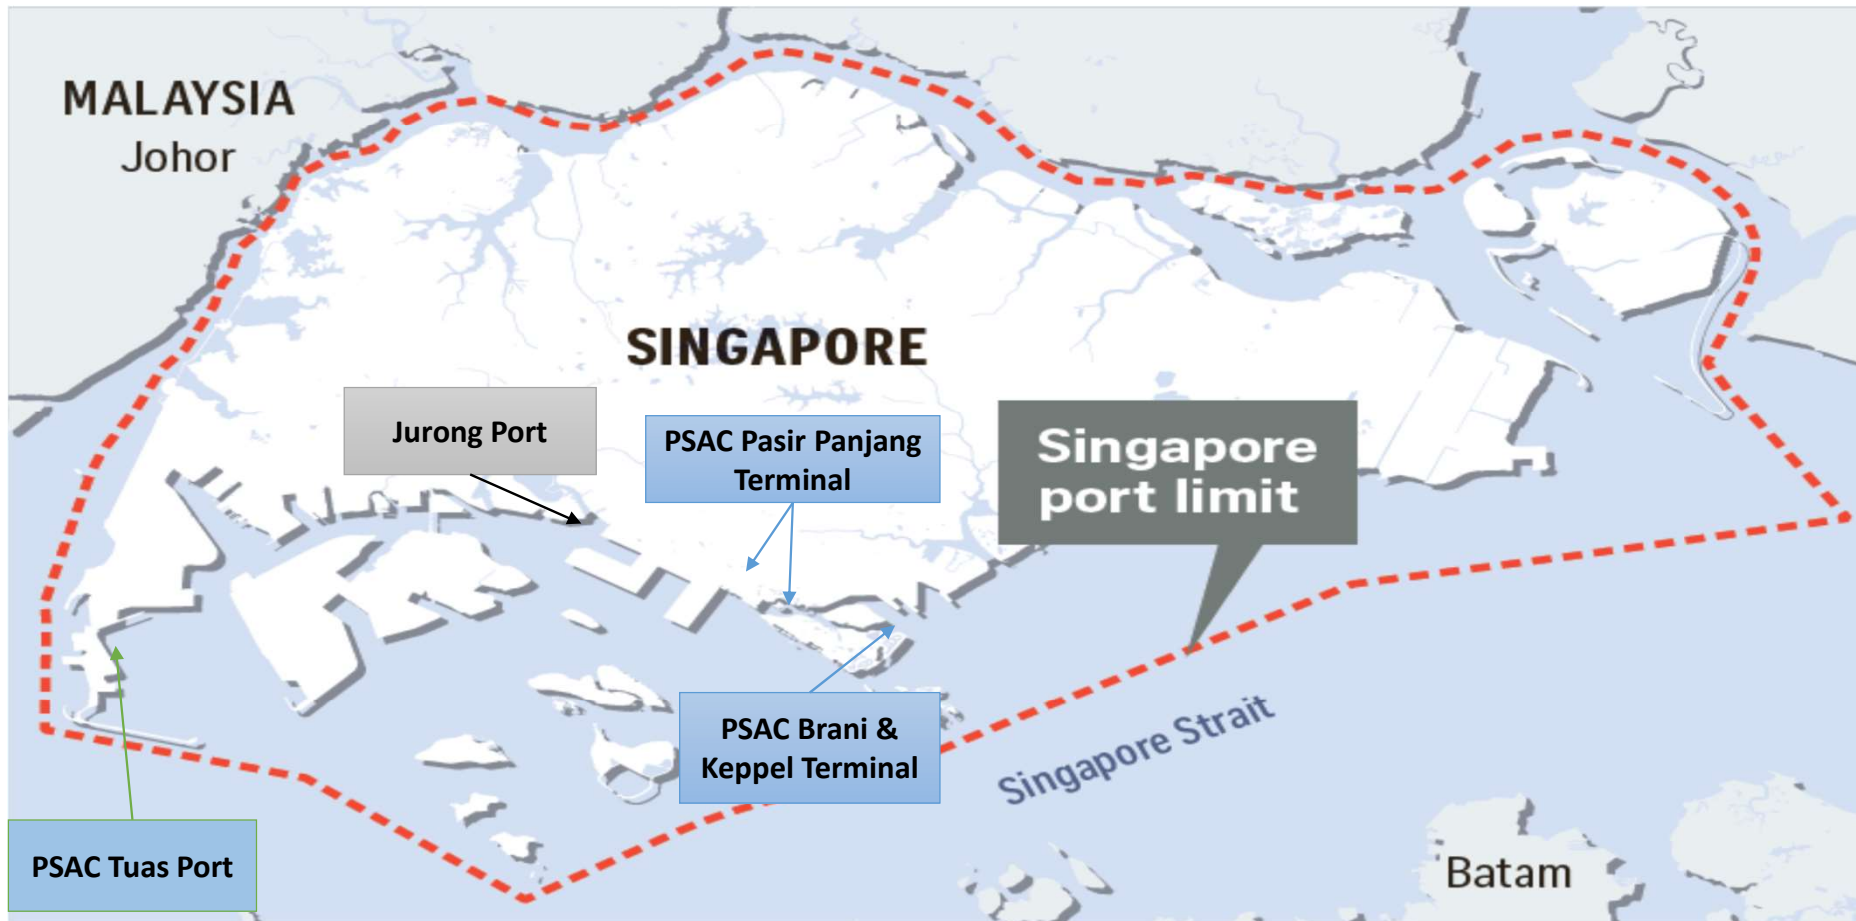 MALAYSIA
Johor
SINGAPORE
Jurong Port
PSAC Pasir Panjang
Terminal
Singapore
port limit
PSAC Brani &
Keppel Terminal
Singapore Strait
PSAC Tuas Port
Batam